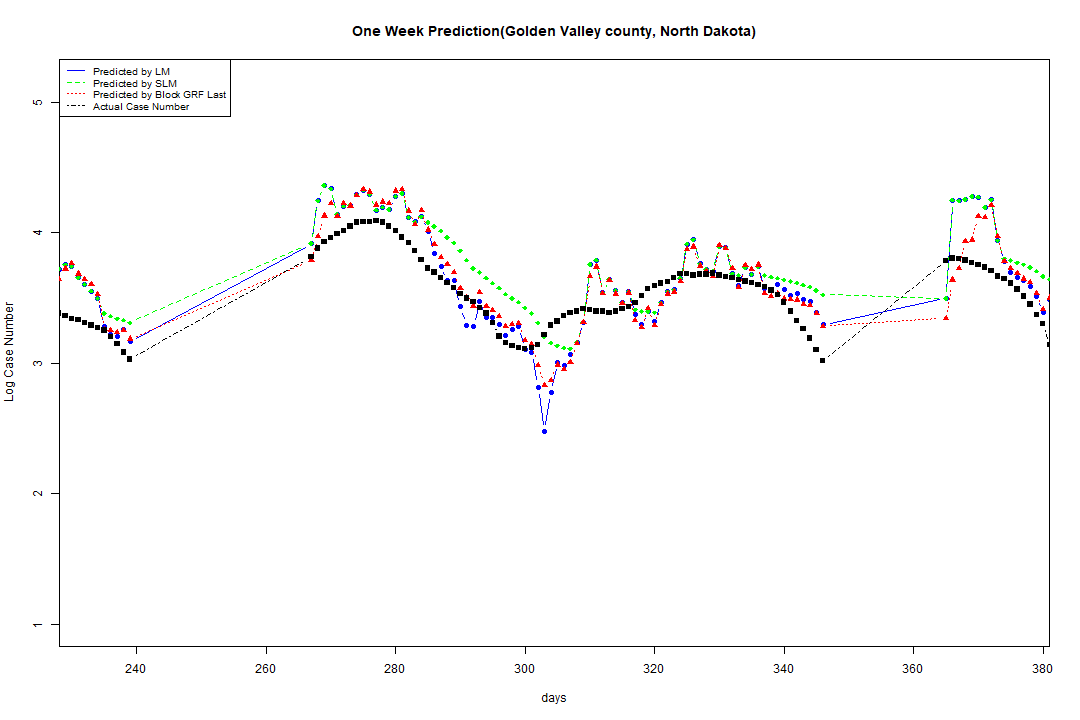 One Week Prediction(Golden Valley county, North Dakota)
Predicted by LM
Predicted by SLM
Predicted by Block GRF Last
Actual Case Number
5
4
3
2
1
Log Case Number
240 260 280 300 320 340 360 380
days